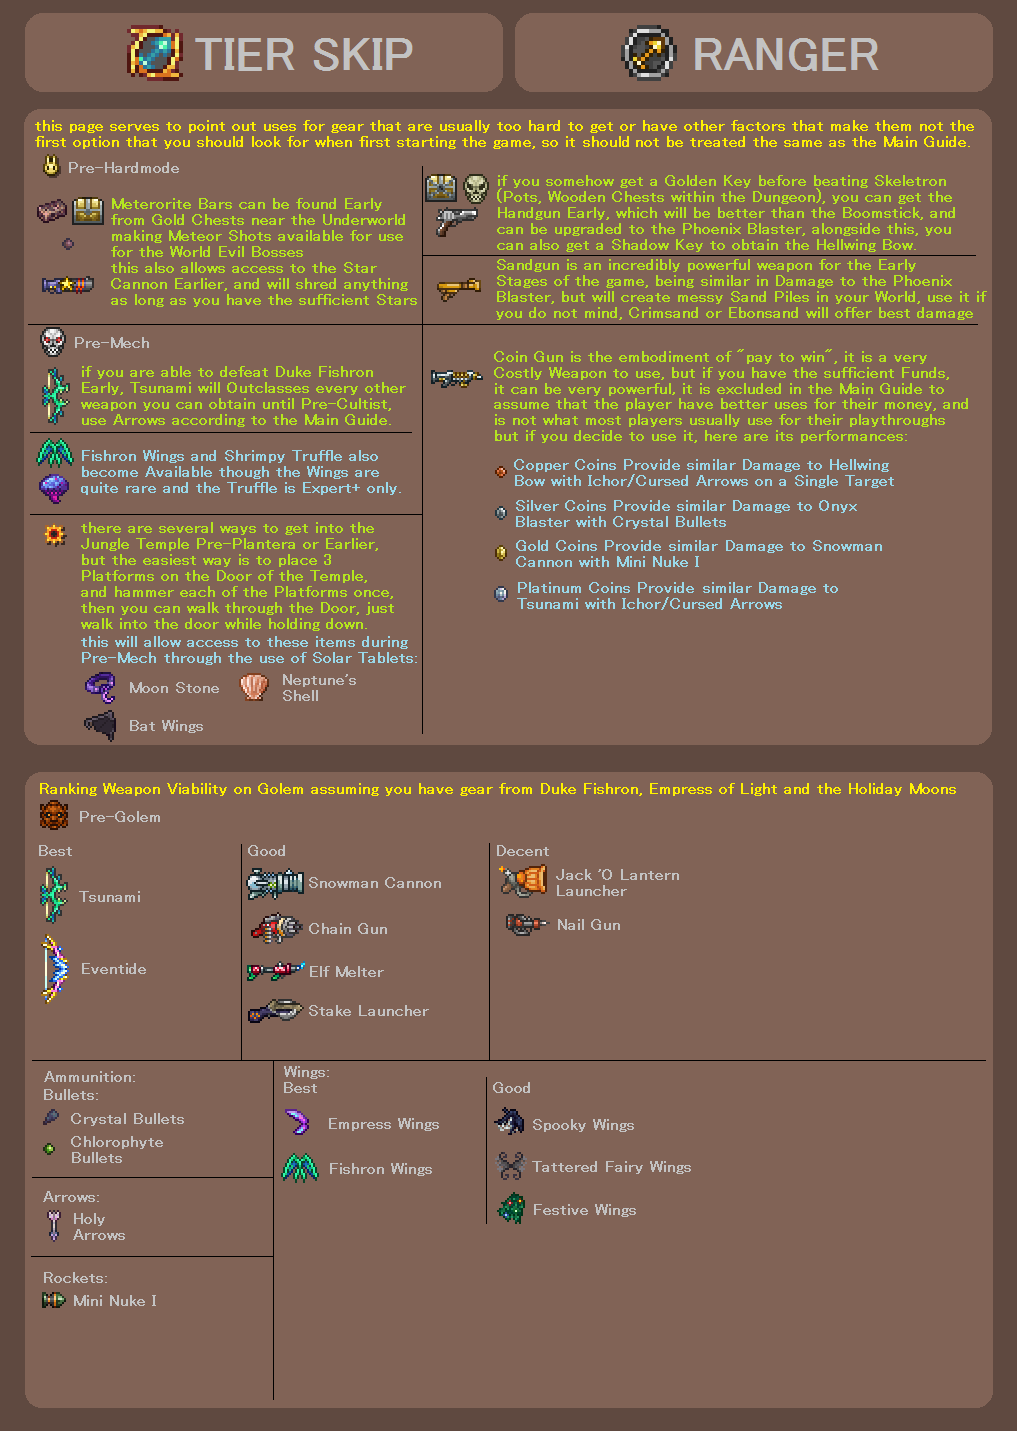 TIER SKIP
RANGER
this page serves to point out uses for gear that are usually too hard to get or have other factors that make them not the
first option that you should look for when first starting the game, so it should not be treated the same as the Main Guide.
Pre-Hardmode
Meterorite Bars can be found Early
from Gold Chests near the Underworld
making Meteor Shots available for use
for the World Evil Bosses
this also allows access to the Star
Cannon Earlier, and will shred anything
as long as you have the sufficient Stars
if you somehow get a Golden Key before beating Skeletron
(Pots, Wooden Chests within the Dungeon), you can get the
Handgun Early, which will be better than the Boomstick, and
can be upgraded to the Phoenix Blaster, alongside this, you
can also get a Shadow Key to obtain the Hellwing Bow.
Sandgun is an incredibly powerful weapon for the Early
Stages of the game, being similar in Damage to the Phoenix
Blaster, but will create messy Sand Piles in your World, use it if
you do not mind, Crimsand or Ebonsand will offer best damage
Pre-Mech
if you are able to defeat Duke Fishron
Early, Tsunami will Outclasses every other
weapon you can obtain until Pre-Cultist,
use Arrows according to the Main Guide.
Fishron Wings and Shrimpy Truffle also
become Available though the Wings are
quite rare and the Truffle is Expert+ only.
there are several ways to get into the
Jungle Temple Pre-Plantera or Earlier,
but the easiest way is to place 3
Platforms on the Door of the Temple,
and hammer each of the Platforms once,
then you can walk through the Door, just
walk into the door while holding down.
this will allow access to these items during
Pre-Mech through the use of Solar Tablets:
Moon Stone
Neptune's
Shell
Bat Wings
Coin Gun is the embodiment of "pay to win", it is a very
Costly Weapon to use, but if you have the sufficient Funds,
it can be very powerful, it is excluded in the Main Guide to
assume that the player have better uses for their money, and
is not what most players usually use for their playthroughs
but if you decide to use it, here are its performances:
Copper Coins Provide similar Damage to Hellwing
Bow with Ichor/Cursed Arrows on a Single Target
Silver Coins Provide similar Damage to Onyx
Blaster with Crystal Bullets
Gold Coins Provide similar Damage to Snowman
Cannon with Mini Nuke I
Platinum Coins Provide similar Damage to
Tsunami with Ichor/Cursed Arrows
Ranking Weapon Viability on Golem assuming you have gear from Duke Fishron, Empress of Light and the Holiday Moons
Pre-Golem
Best
Tsunami
Eventide
Good
Snowman Cannon
Chain Gun
Elf Melter
Stake Launcher
Decent
Jack 'O Lantern
Launcher
Nail Gun
Ammunition:
Bullets:
Crystal Bullets
Chlorophyte
Bullets
Arrows:
Holy
Arrows
Rockets:
Mini Nuke I
Wings:
Best
Empress Wings
Fishron Wings
Good
Spooky Wings
Tattered Fairy Wings
Festive Wings